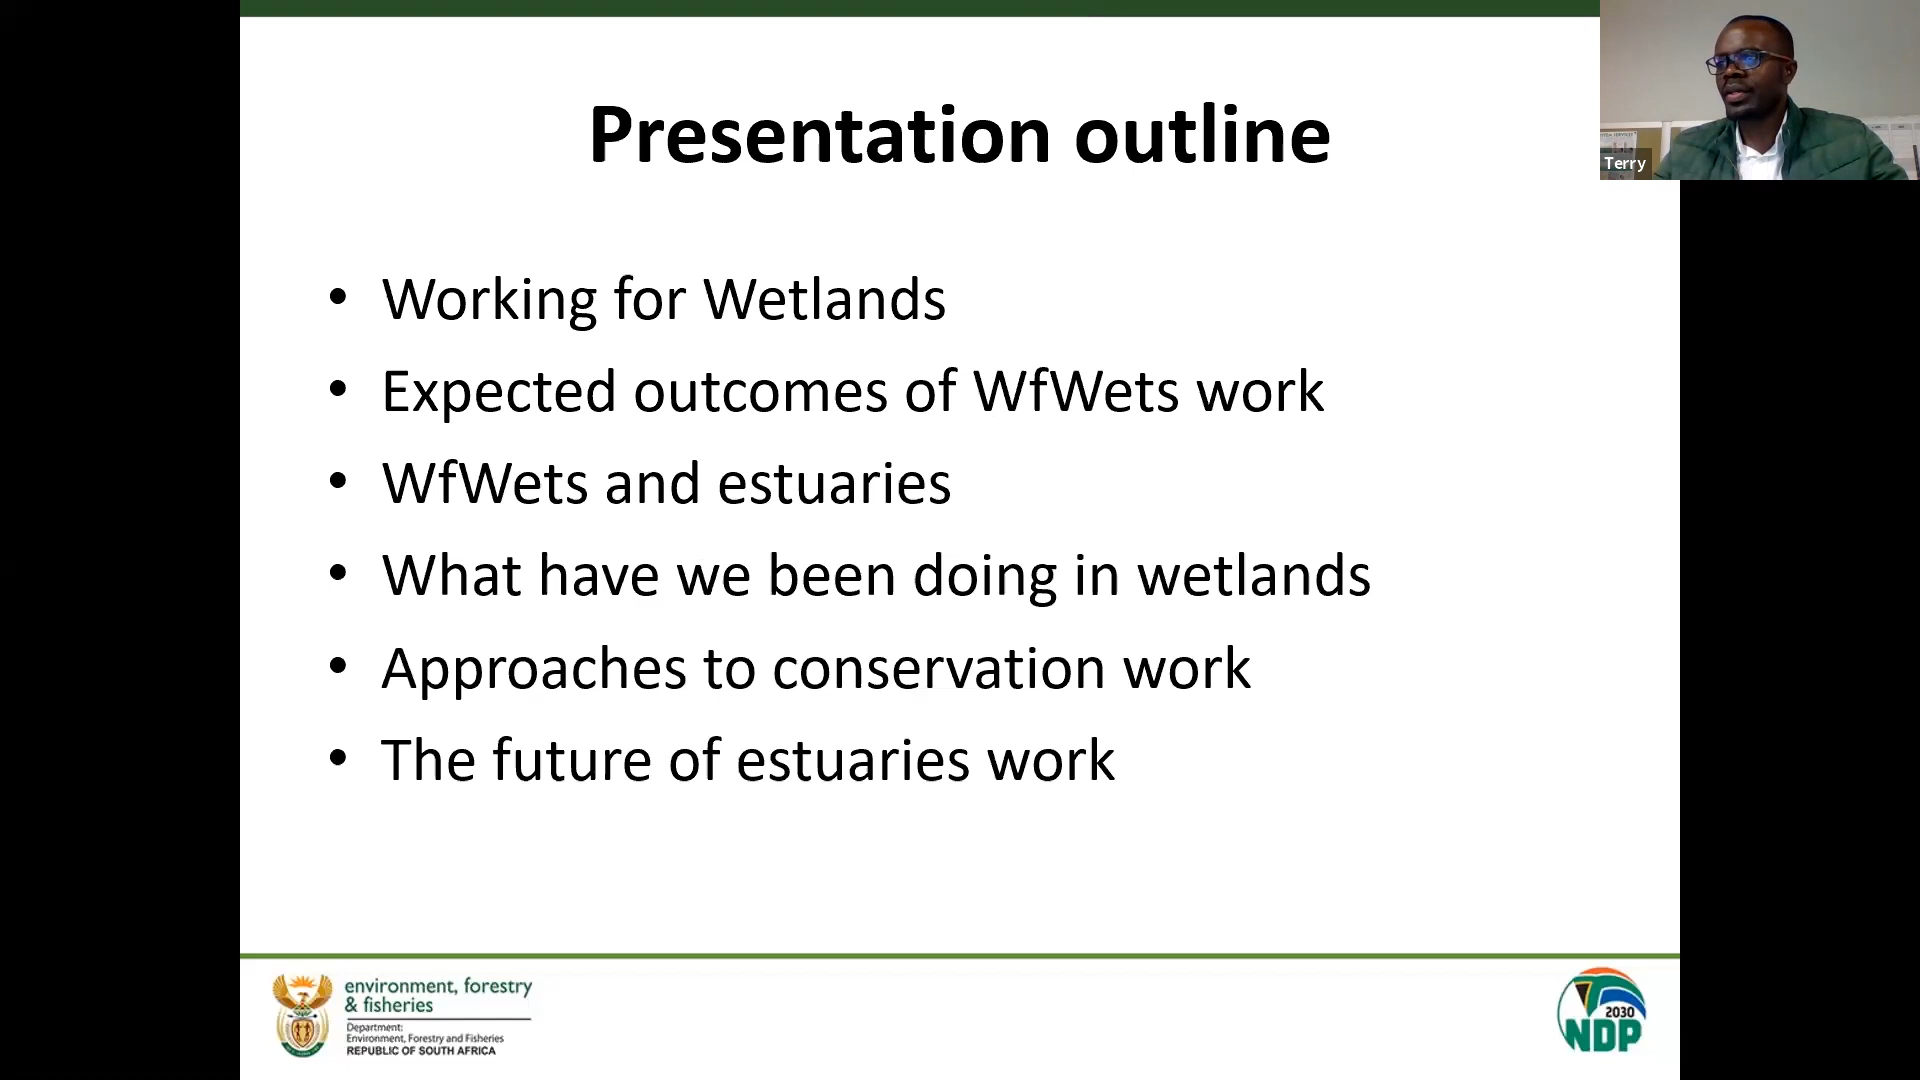 Presentation outline
• Working for Wetlands
• Expected outcomes of WfWets work
• WfWets and estuaries
• What have we been doing in wetlands
• Approaches to conservation work
• The future of estuaries work
Terry
environment, forestry
& fisheries
Department:
Environment, Forestry and Fisheries
REPUBLIC OF SOUTH AFRICA
2030
NDP